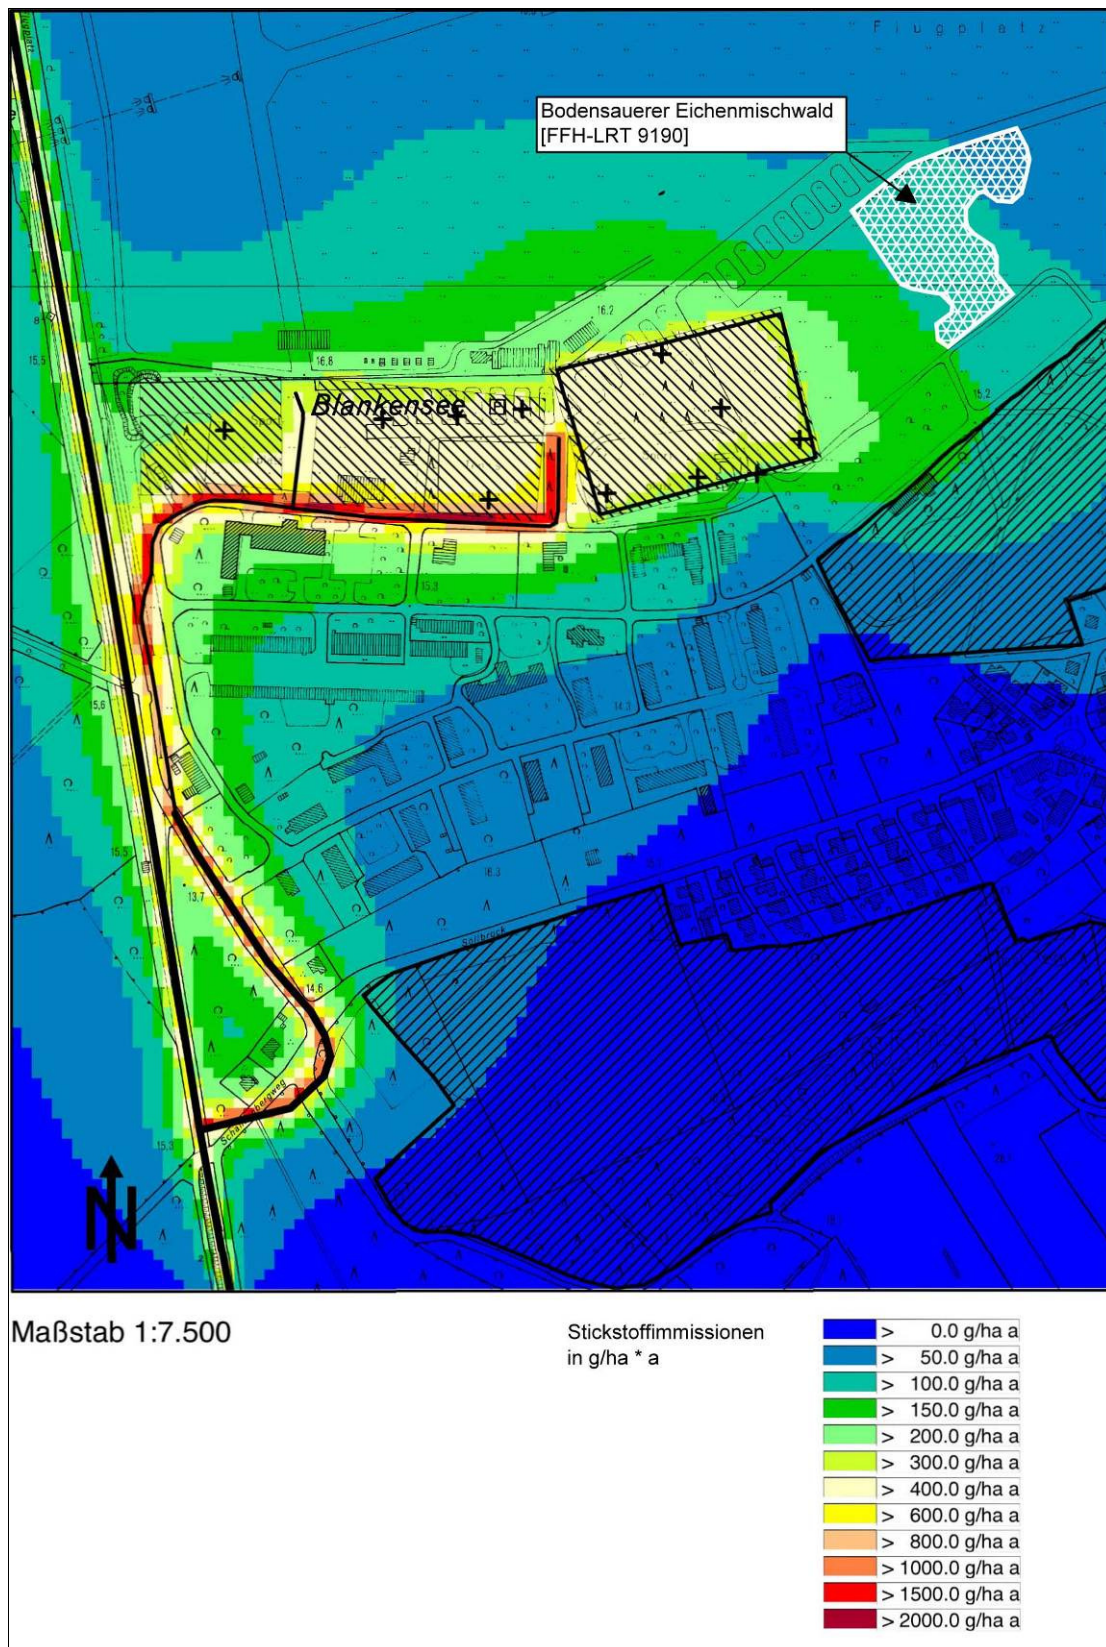 Flugplatz
Flugplatz
Bodensauerer Eichenmischwald
[FFH-LRT 9190]
16,2
15,5
16,8
15,2
Blankensee
15,3
15,6
14,3
15,5
16,3
13,7
Söllbrock
14,6
15,3
N
Maßstab 1:7.500
Stickstoffimmissionen
in g/ha * a
> 0.0 g/ha a
> 50.0 g/ha a
> 100.0 g/ha a
> 150.0 g/ha a
> 200.0 g/ha a
> 300.0 g/ha a
> 400.0 g/ha a
> 600.0 g/ha a
> 800.0 g/ha a
> 1000.0 g/ha a
> 1500.0 g/ha a
> 2000.0 g/ha a